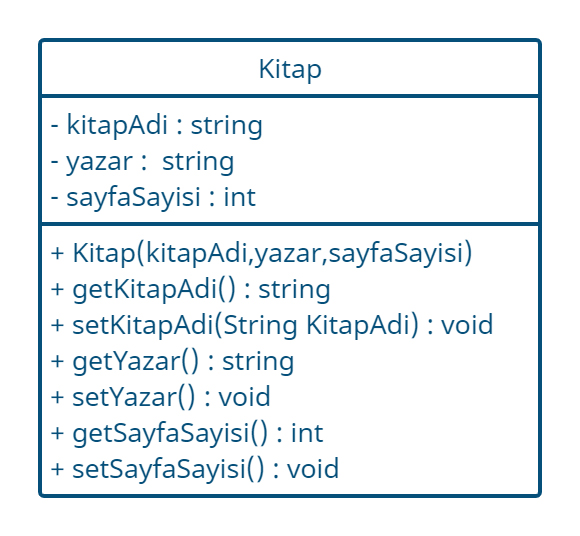 Kitap
- kitapAdi : string
- yazar :  string
- sayfaSayisi : int
+ Kitap(kitapAdi,yazar,sayfaSayisi)
+ getKitapAdi() : string
+ setKitapAdi(String KitapAdi) : void
+ getYazar() : string
+ setYazar() : void
+ getSayfaSayisi() : int
+ setSayfaSayisi() : void